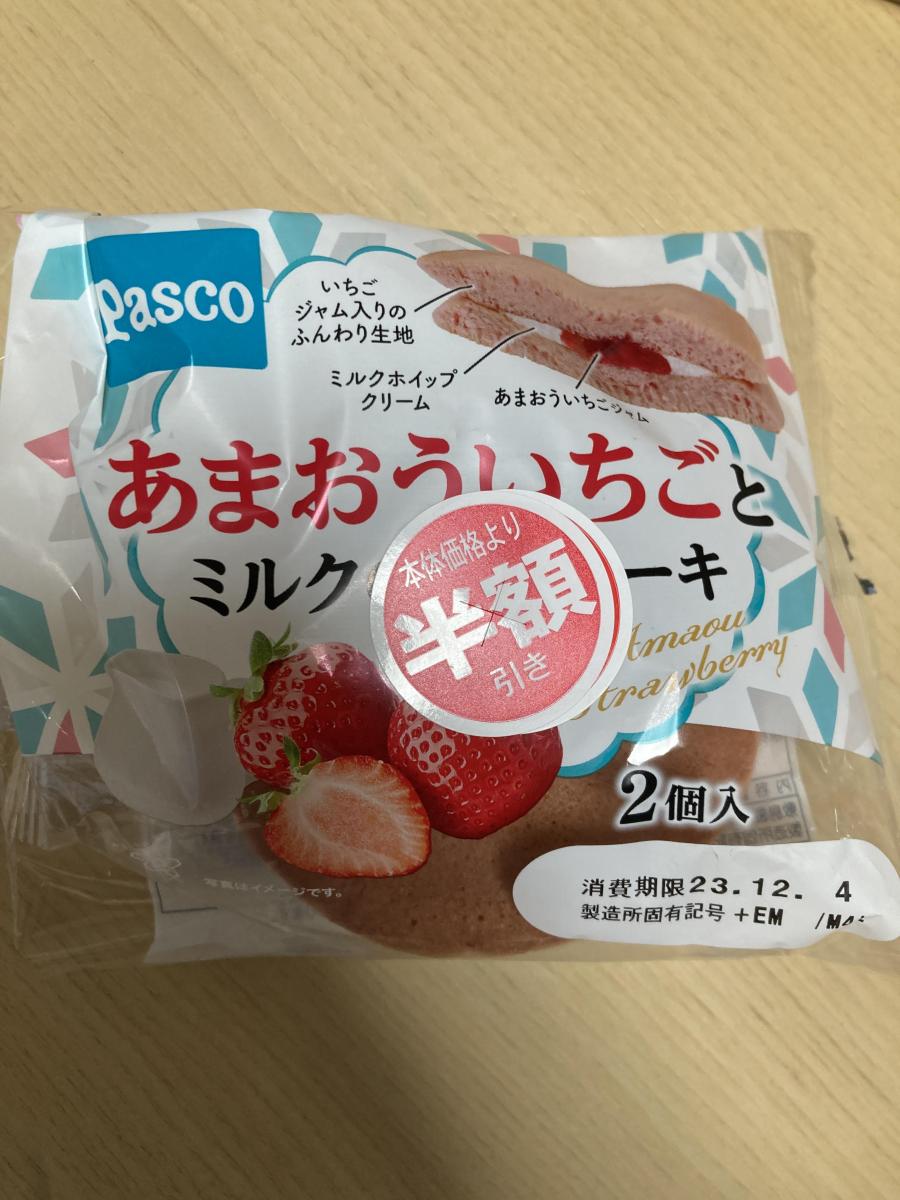 Pasco
いちご
ジャム入りの
ふんわり生地
ミルクホイップ
クリーム
あまおういちごジャム
あまおういちごと
ミルク
ーキ
本体価格より
半額
引き
Amaou
Strawberry
2個入
写真はイメージです。
消費期限23.12. 4
製造所固有記号 +EM